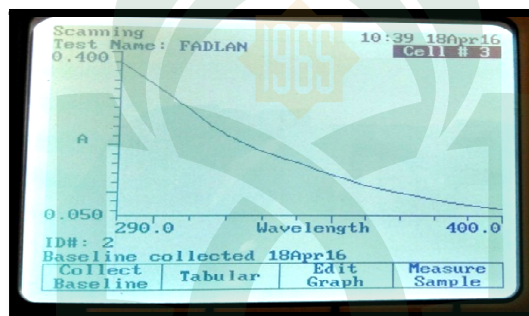 Scanning
10:39 18Apr16
Test Name: FADLAN
Cell # 3
0.400
1965
A
0.050
290.0
Wavelength
400.0
ID#: 2
Baseline collected 18Apr16
Collect Baseline
Tabular
Edit Graph
Measure Sample